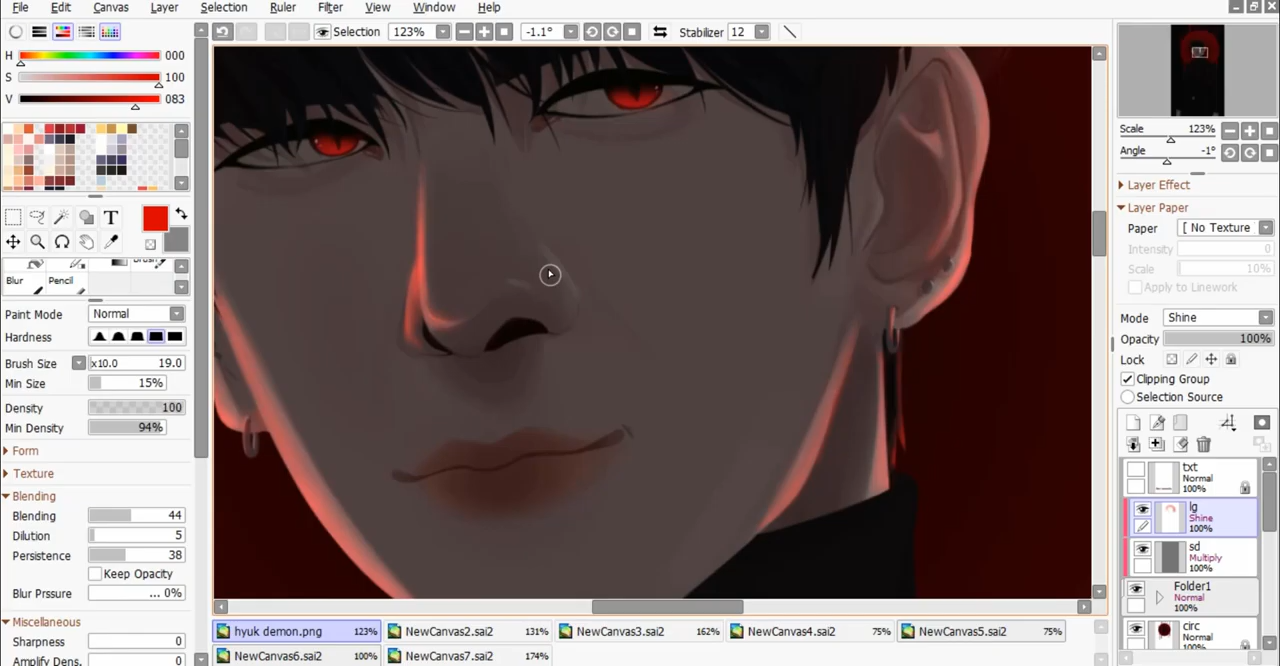 File Edit Canvas Layer Selection Ruler Filter View Window Help
Selection 123% -1.1° Stabilizer 12
H 000
S 100
V 083
T
Blur Pencil
Paint Mode Normal
Hardness
Brush Size x10.0 19.0
Min Size 15%
Density 100
Min Density 94%
Form
Texture
Blending
Blending 44
Dilution 5
Persistence 38
Keep Opacity
Blur Prssure ... 0%
Miscellaneous
Sharpness 0
Amplify Dens. 0
hyuk demon.png 123%
NewCanvas2.sai2 131%
NewCanvas3.sai2 162%
NewCanvas4.sai2 75%
NewCanvas5.sai2 75%
NewCanvas6.sai2 100%
NewCanvas7.sai2 174%
Scale 123%
Angle -1°
Layer Effect
Layer Paper
Paper [ No Texture
Intensity 0
Scale 10%
Apply to Linework
Mode Shine
Opacity 100%
Lock
Clipping Group
Selection Source
txt
Normal
100%
lg
Shine
100%
sd
Multiply
100%
Folder1
Normal
100%
circ
Normal
100%